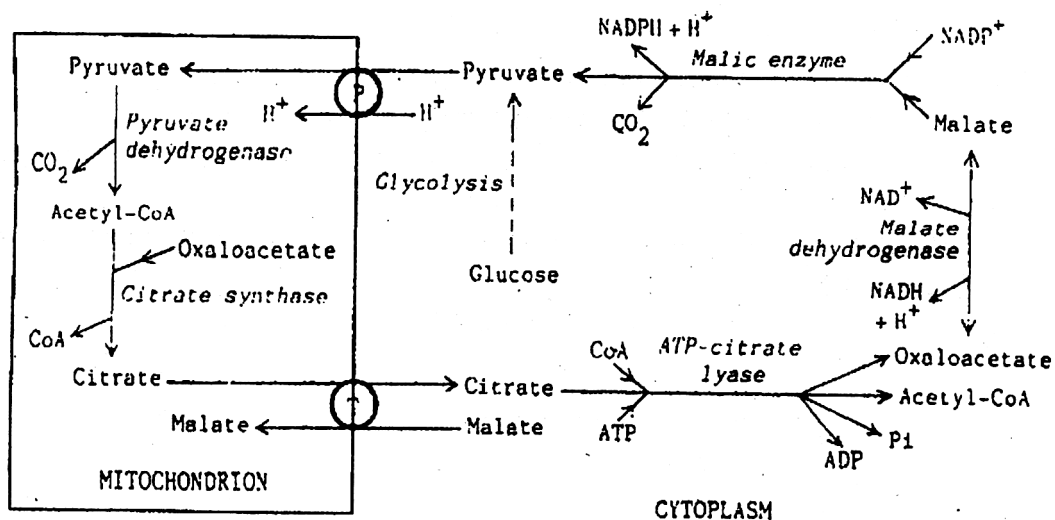 NADPH + H⁺
NADP⁺
Pyruvate
Pyruvate
Malic enzyme
H⁺
H⁺
CO₂
Malate
Pyruvate
dehydrogenase
CO₂
Glycolysis
NAD⁺
Acetyl-CoA
Malate
dehydrogenase
Oxaloacetate
Glucose
Citrate synthase
NADH
+ H⁺
CoA
CoA
ATP-citrate
lyase
Oxaloacetate
Citrate
Citrate
Acetyl-CoA
Malate
Malate
ATP
Pi
ADP
MITOCHONDRION
CYTOPLASM